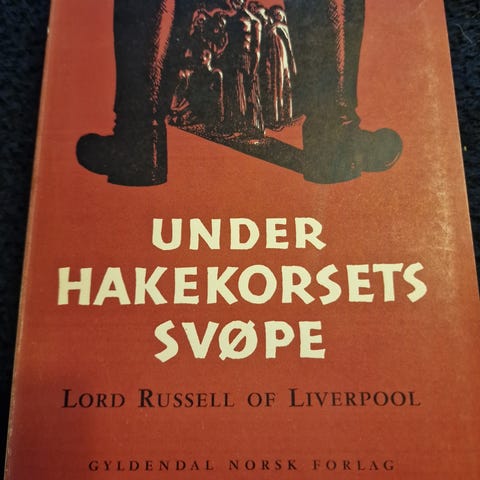 UNDER
HAKEKORSETS
SVØPE
LORD RUSSELL OF LIVERPOOL
GYLDENDAL NORSK FORLAG